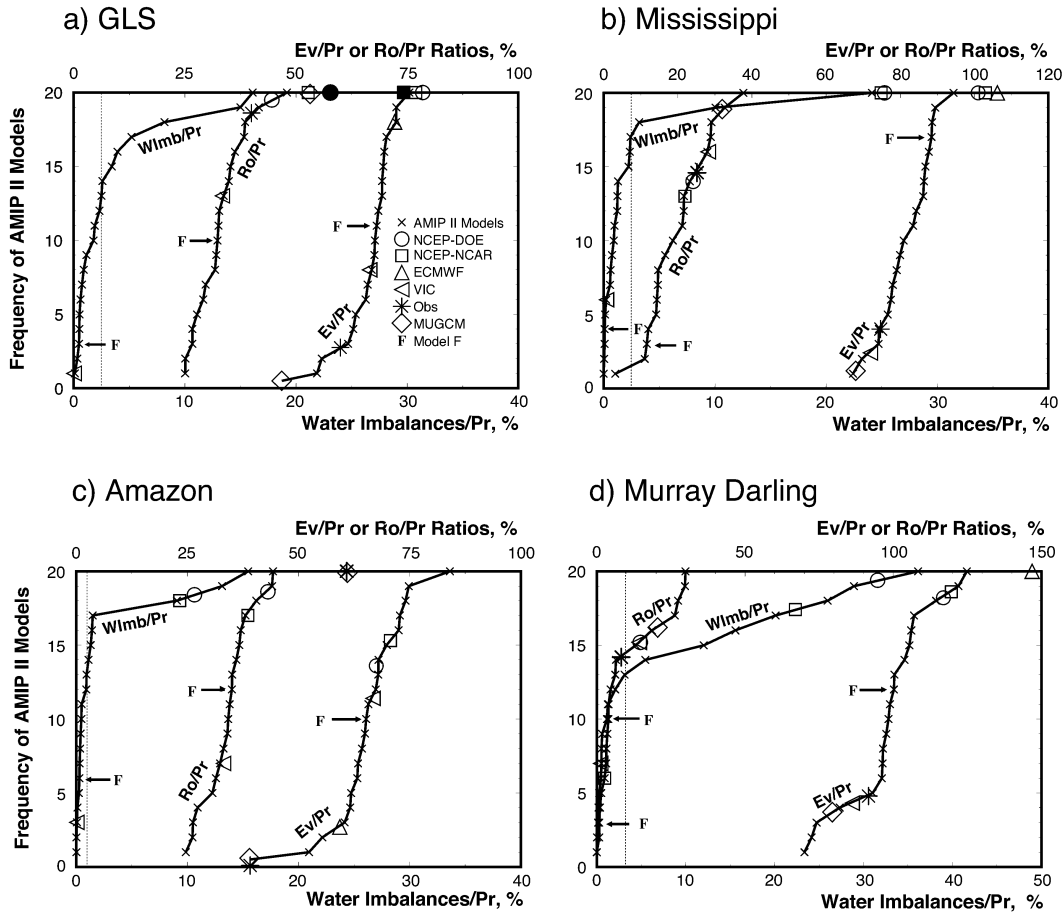 a) GLS
Ev/Pr or Ro/Pr Ratios, %
0 25 50 75 100
Frequency of AMIP II Models
20
15
10
5
0
WImb/Pr
Ro/Pr
Ev/Pr
F
F
F
AMIP II Models
NCEP-DOE
NCEP-NCAR
ECMWF
VIC
Obs
MUGCM
F Model F
0 10 20 30 40
Water Imbalances/Pr, %
b) Mississippi
Ev/Pr or Ro/Pr Ratios, %
0 20 40 60 80 100 120
20
15
10
5
0
WImb/Pr
Ro/Pr
Ev/Pr
F
F
F
0 10 20 30 40
Water Imbalances/Pr, %
c) Amazon
Ev/Pr or Ro/Pr Ratios, %
0 25 50 75 100
Frequency of AMIP II Models
20
15
10
5
0
WImb/Pr
Ro/Pr
Ev/Pr
F
F
F
0 10 20 30 40
Water Imbalances/Pr, %
d) Murray Darling
Ev/Pr or Ro/Pr Ratios, %
0 50 100 150
20
15
10
5
0
Ro/Pr
WImb/Pr
Ev/Pr
F
F
F
0 10 20 30 40 50
Water Imbalances/Pr, %